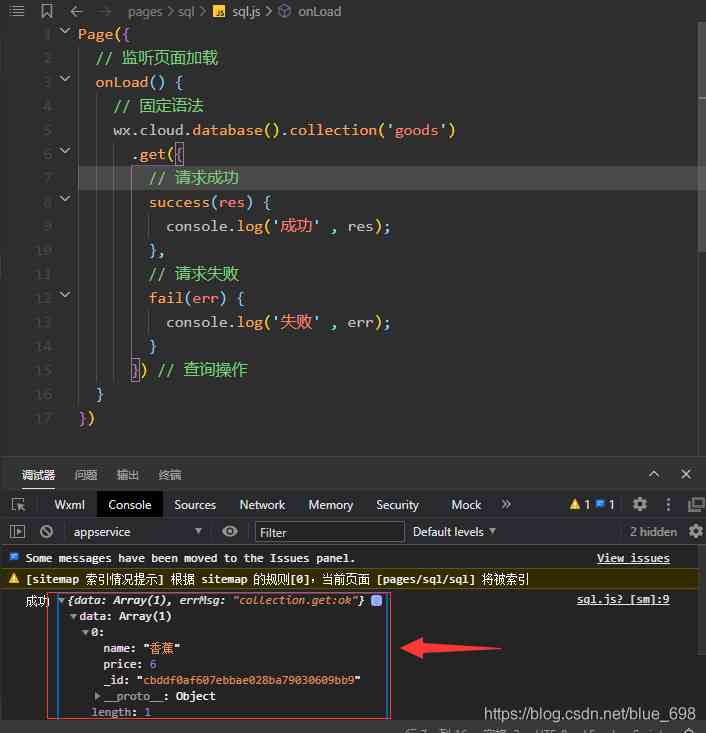 pages > sql > JS sql.js > onLoad
1 Page({
2 // 监听页面加载
3 onLoad() {
4 // 固定语法
5 wx.cloud.database().collection('goods')
6 .get({
7 // 请求成功
8 success(res) {
9 console.log('成功' , res);
10 },
11 // 请求失败
12 fail(err) {
13 console.log('失败' , err);
14 }
15 }) // 查询操作
16 }
17 })
调试器 问题 输出 终端
Wxml Console Sources Network Memory Security Mock » 1 1
appservice Filter Default levels 2 hidden
Some messages have been moved to the Issues panel. View issues
[sitemap 索引情况提示] 根据 sitemap 的规则[0]，当前页面 [pages/sql/sql] 将被索引
成功 {data: Array(1), errMsg: "collection.get:ok"} sql.js? [sm]:9
data: Array(1)
0:
name: "香蕉"
price: 6
_id: "cbddf0af607ebbae028ba79030609bb9"
__proto__: Object
length: 1
https://blog.csdn.net/blue_698